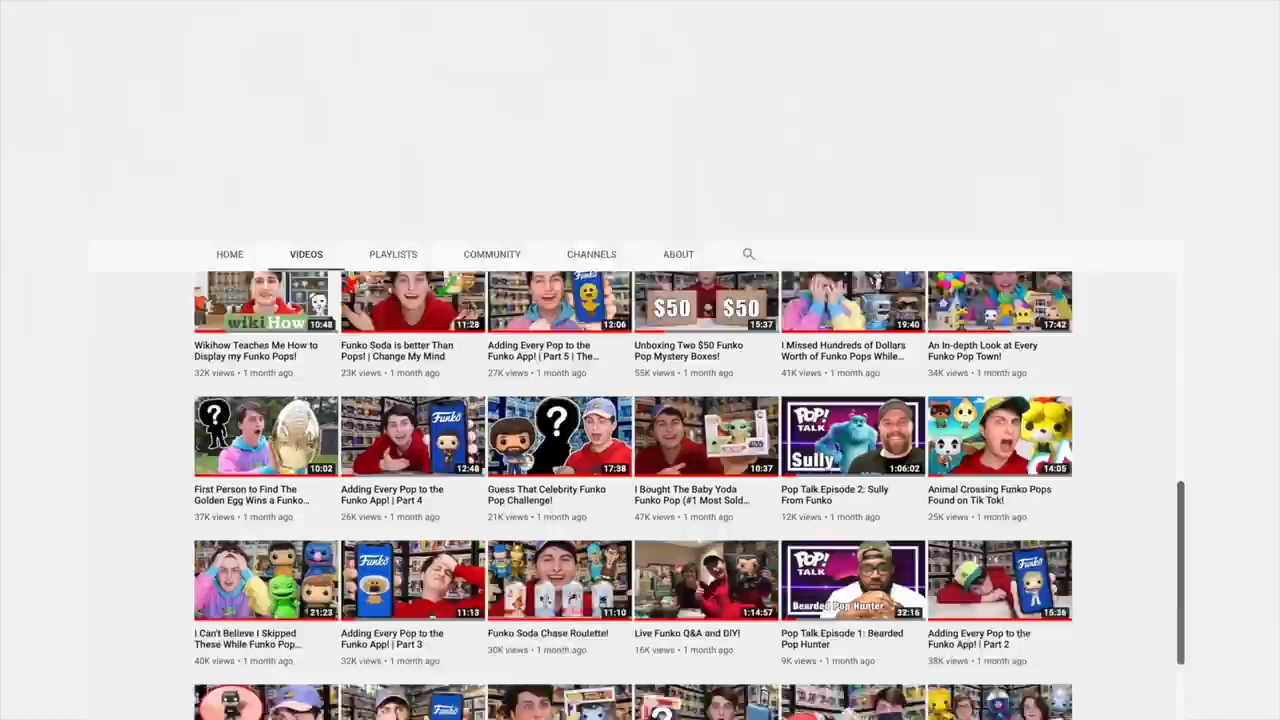 HOME VIDEOS PLAYLISTS COMMUNITY CHANNELS ABOUT
Funko
wikiHow
$50 $50
10:48 11:28 12:06 15:37 19:40 17:42
Wikihow Teaches Me How to
Display my Funko Pops!
32K views • 1 month ago
Funko Soda is better Than
Pops! | Change My Mind
23K views • 1 month ago
Adding Every Pop to the
Funko App! | Part 5 | The...
27K views • 1 month ago
Unboxing Two $50 Funko
Pop Mystery Boxes!
55K views • 1 month ago
I Missed Hundreds of Dollars
Worth of Funko Pops While...
41K views • 1 month ago
An In-depth Look at Every
Funko Pop Town!
34K views • 1 month ago
?
Funko
?
POP!
TALK
Sully
10:02 12:48 17:38 10:37 1:06:02 14:05
First Person to Find The
Golden Egg Wins a Funko...
37K views • 1 month ago
Adding Every Pop to the
Funko App! | Part 4
26K views • 1 month ago
Guess That Celebrity Funko
Pop Challenge!
21K views • 1 month ago
I Bought The Baby Yoda
Funko Pop (#1 Most Sold...
47K views • 1 month ago
Pop Talk Episode 2: Sully
From Funko
12K views • 1 month ago
Animal Crossing Funko Pops
Found on Tik Tok!
25K views • 1 month ago
Funko
POP!
TALK
Bearded Pop Hunter
Funko
21:23 11:13 11:10 1:14:57 32:16 15:36
I Can't Believe I Skipped
These While Funko Pop...
40K views • 1 month ago
Adding Every Pop to the
Funko App! | Part 3
32K views • 1 month ago
Funko Soda Chase Roulette!
30K views • 1 month ago
Live Funko Q&A and DIY!
16K views • 1 month ago
Pop Talk Episode 1: Bearded
Pop Hunter
9K views • 1 month ago
Adding Every Pop to the
Funko App! | Part 2
38K views • 1 month ago
Funko
?